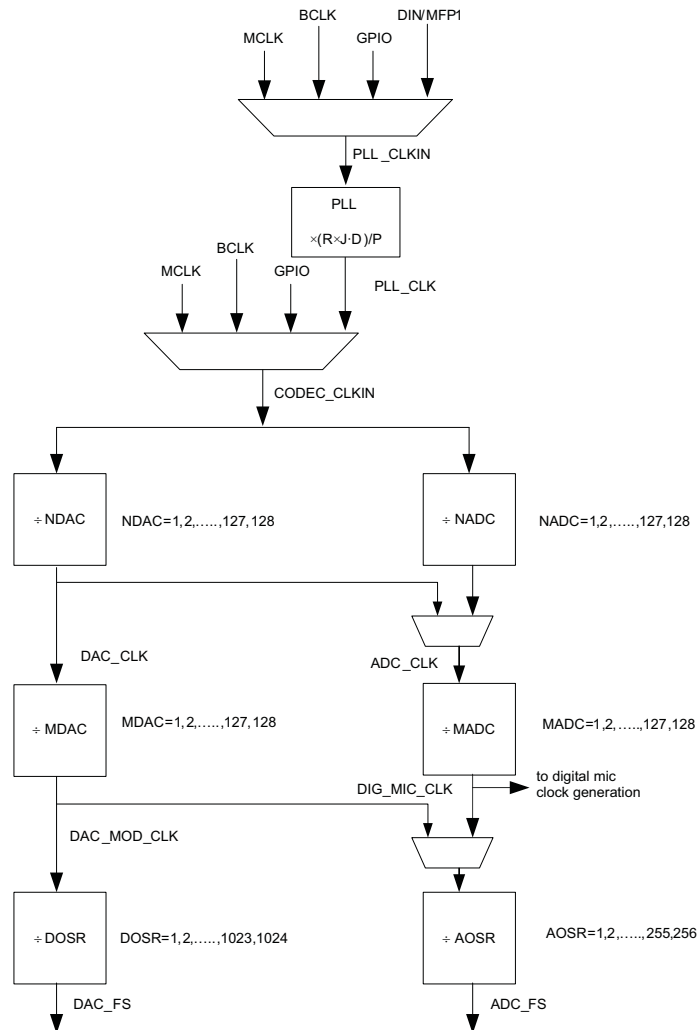 DIN/MFP1
BCLK
MCLK
GPIO
PLL_CLKIN
PLL
×(R×J·D)/P
BCLK
MCLK
GPIO
PLL_CLK
CODEC_CLKIN
÷NDAC
NDAC=1,2,.....,127,128
÷NADC
NADC=1,2,.....,127,128
DAC_CLK
ADC_CLK
÷MDAC
MDAC=1,2,.....,127,128
÷MADC
MADC=1,2,.....,127,128
DIG_MIC_CLK
to digital mic
clock generation
DAC_MOD_CLK
÷DOSR
DOSR=1,2,.....,1023,1024
÷AOSR
AOSR=1,2,.....,255,256
DAC_FS
ADC_FS